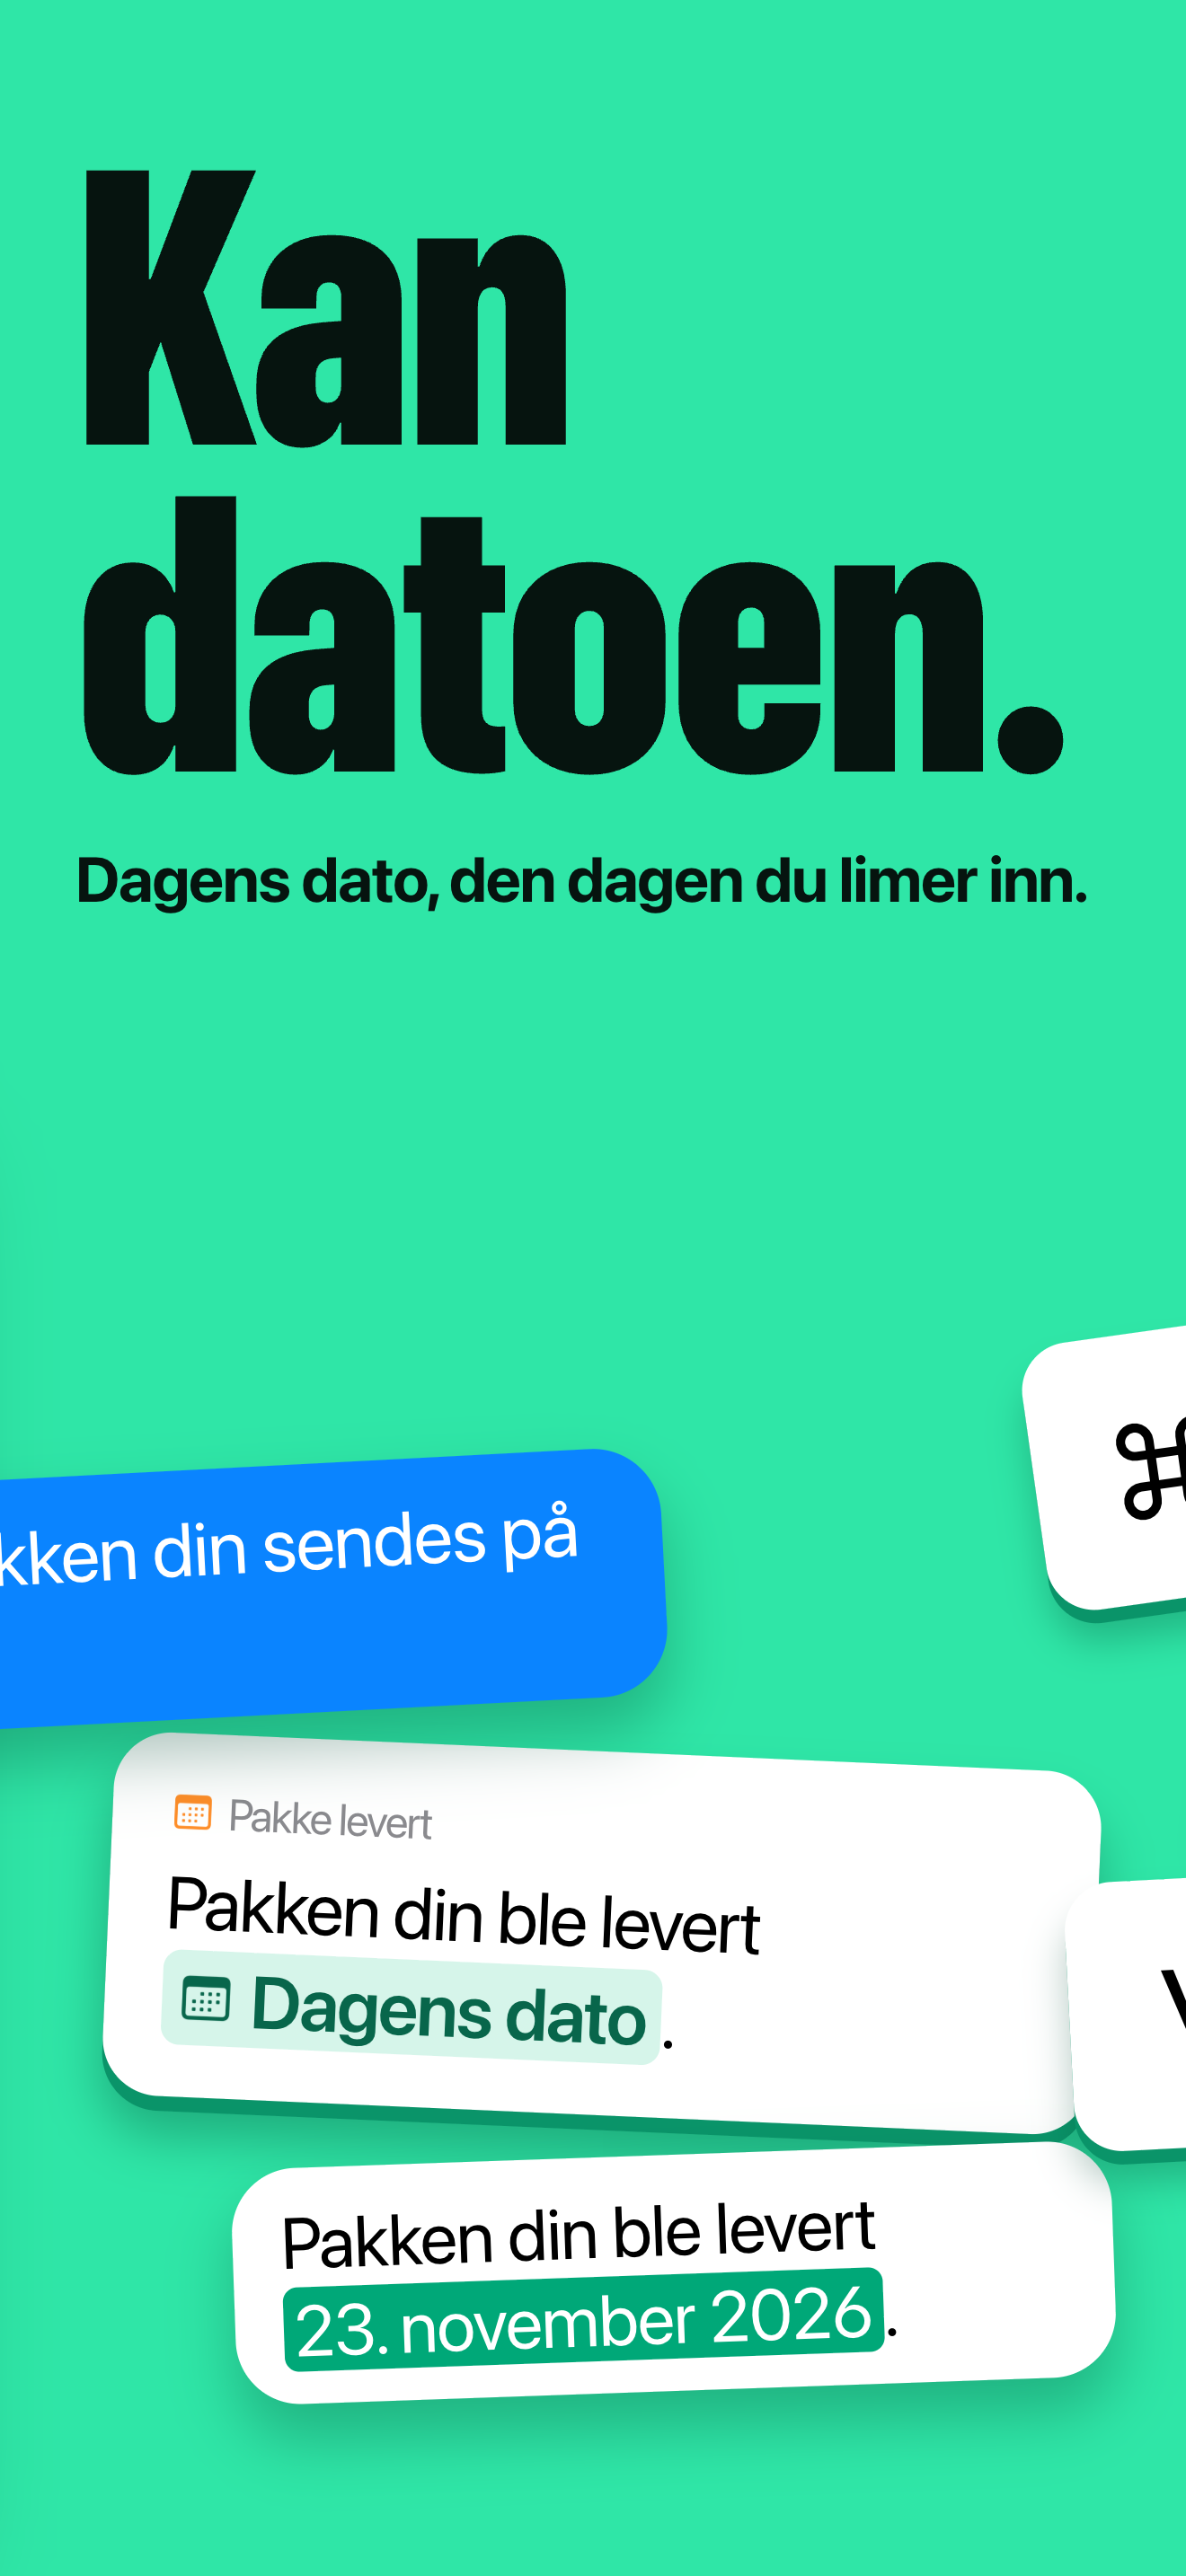 Kan
datoen.
Dagens dato, den dagen du limer inn.
⌘
kken din sendes på
Pakke levert
Pakken din ble levert
Dagens dato.
Pakken din ble levert
23. november 2026.